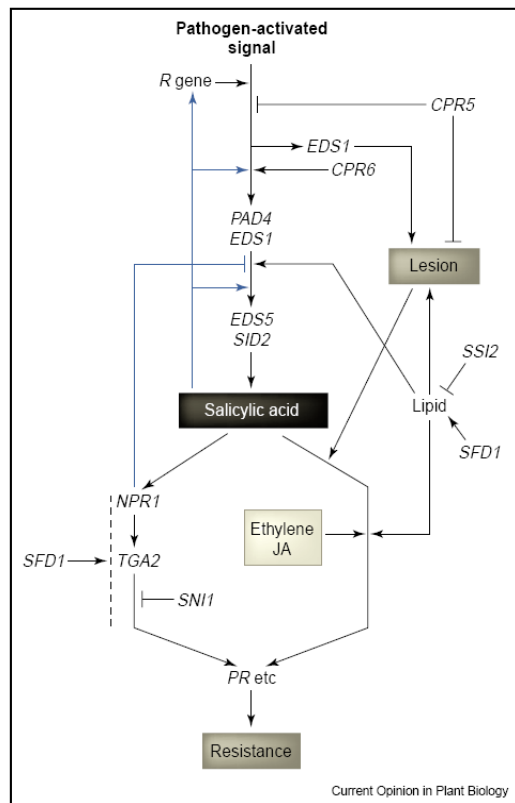 Pathogen-activated
signal
R gene
CPR5
EDS1
CPR6
PAD4
EDS1
Lesion
EDS5
SID2
SSI2
Salicylic acid
Lipid
SFD1
NPR1
Ethylene
JA
SFD1
TGA2
SNI1
PR etc
Resistance
Current Opinion in Plant Biology